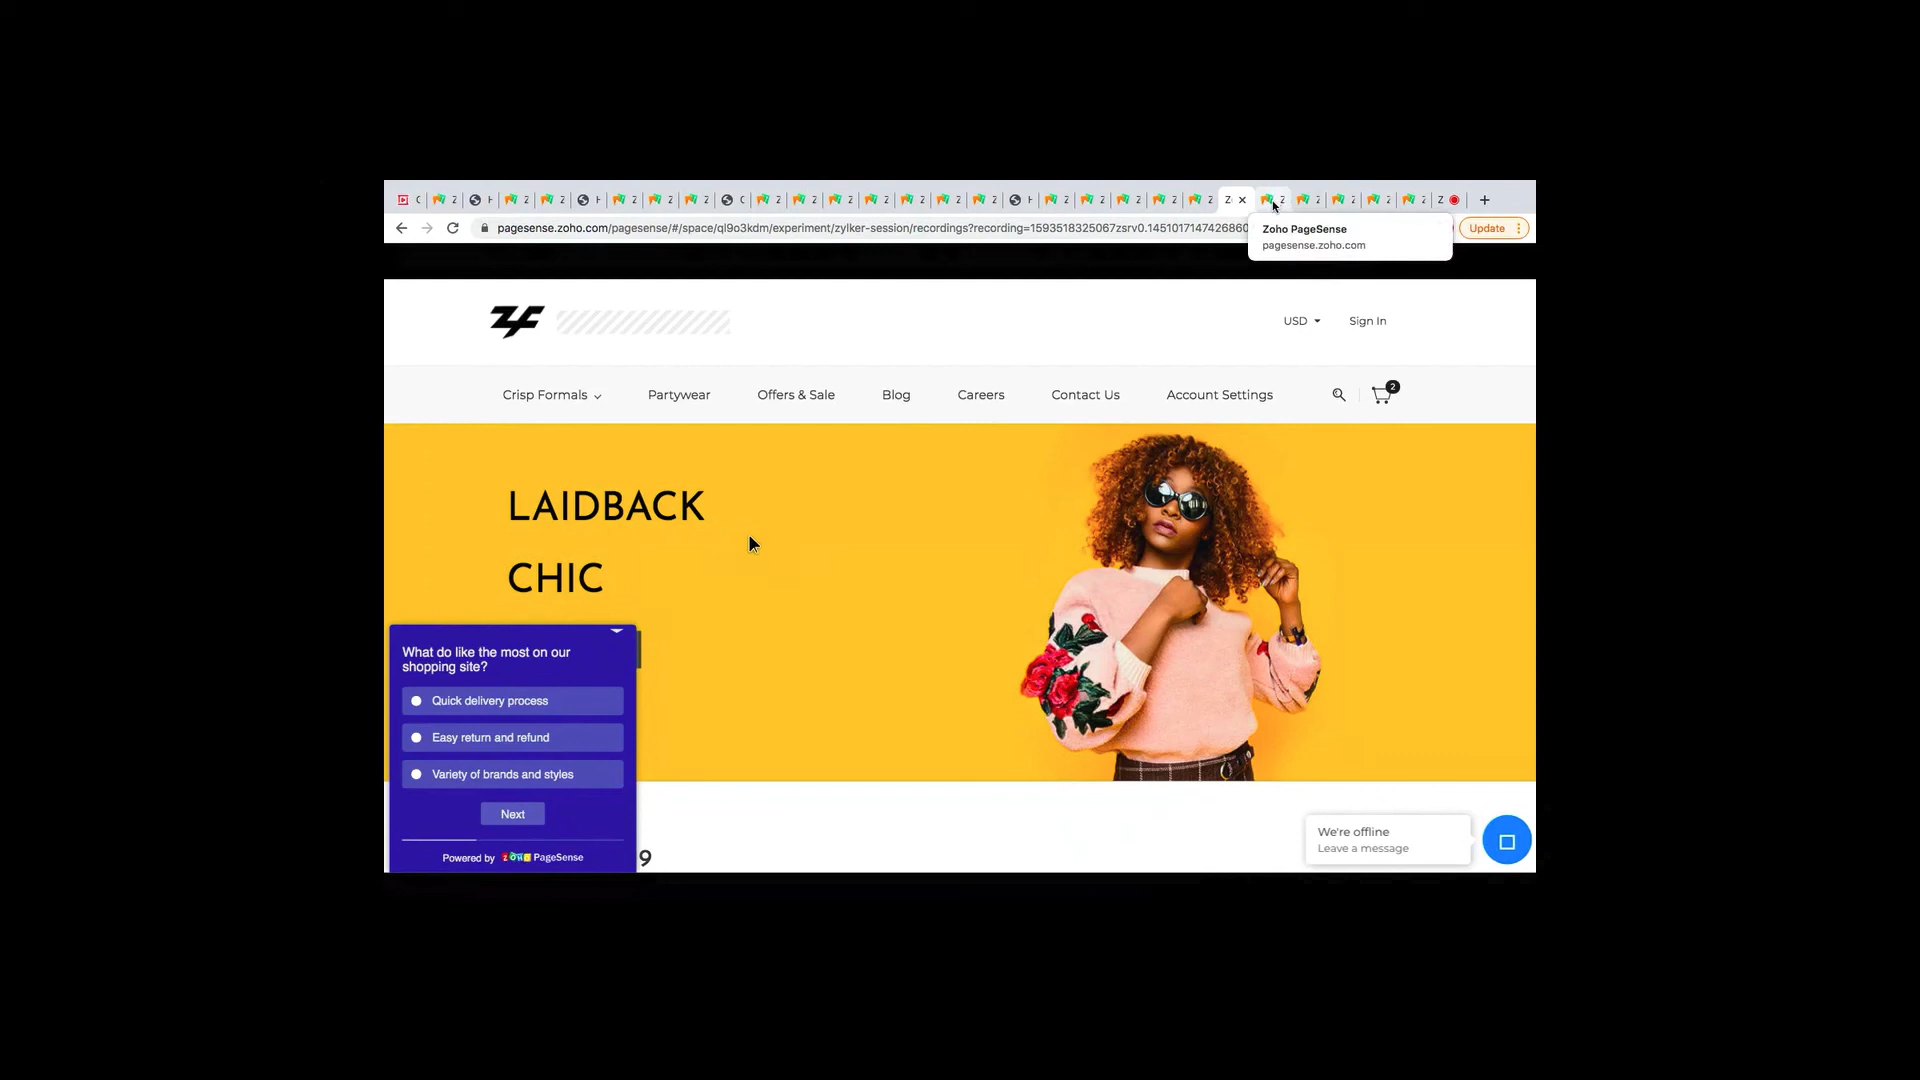 pagesense.zoho.com/pagesense/#/space/ql9o3kdm/experiment/zylker-session/recordings?recording=1593518325067zsrv0.1451017147426860
Update
Zoho PageSense
pagesense.zoho.com
USD
Sign In
Crisp Formals
Partywear
Offers & Sale
Blog
Careers
Contact Us
Account Settings
2
LAIDBACK
CHIC
What do like the most on our
shopping site?
Quick delivery process
Easy return and refund
Variety of brands and styles
Next
Powered by ZOHO PageSense
9
We're offline
Leave a message